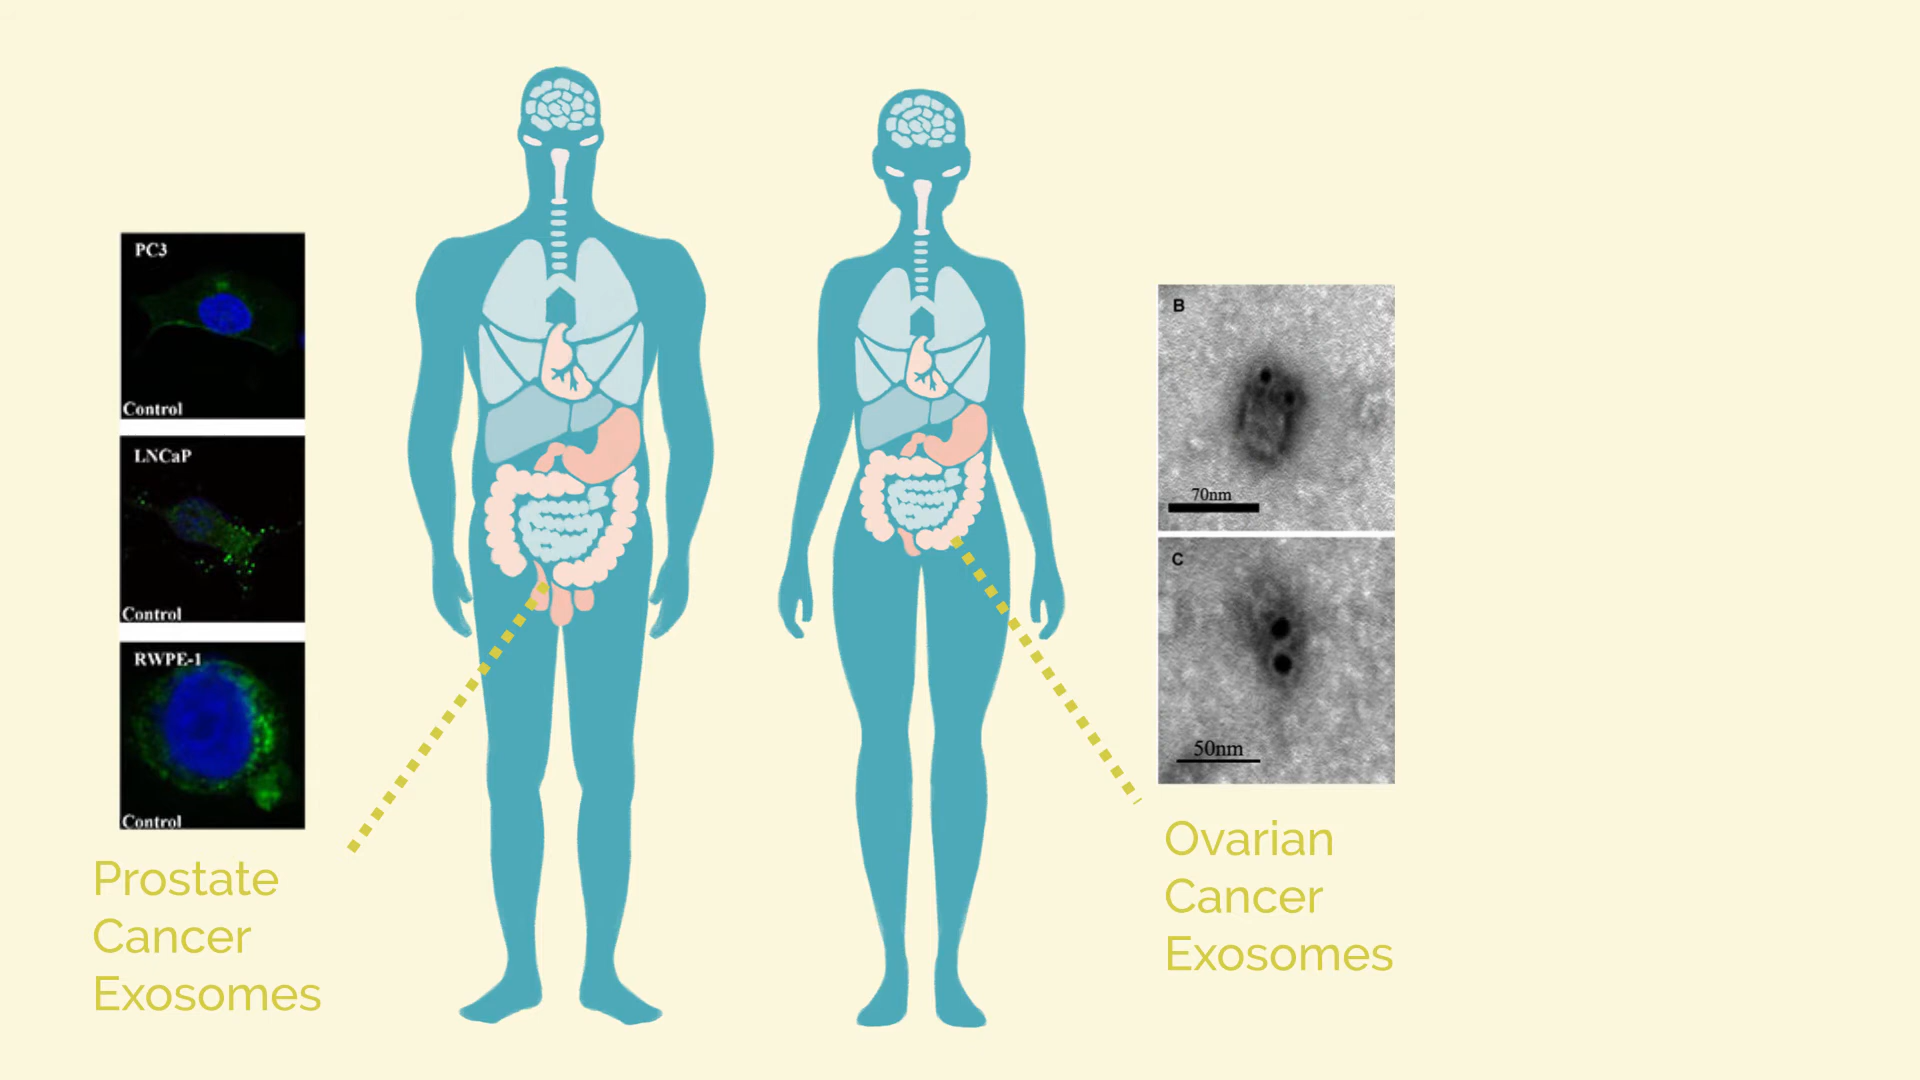 PC3
Control
LNCaP
Control
RWPE-1
Control
Prostate
Cancer
Exosomes
B
70nm
C
50nm
Ovarian
Cancer
Exosomes